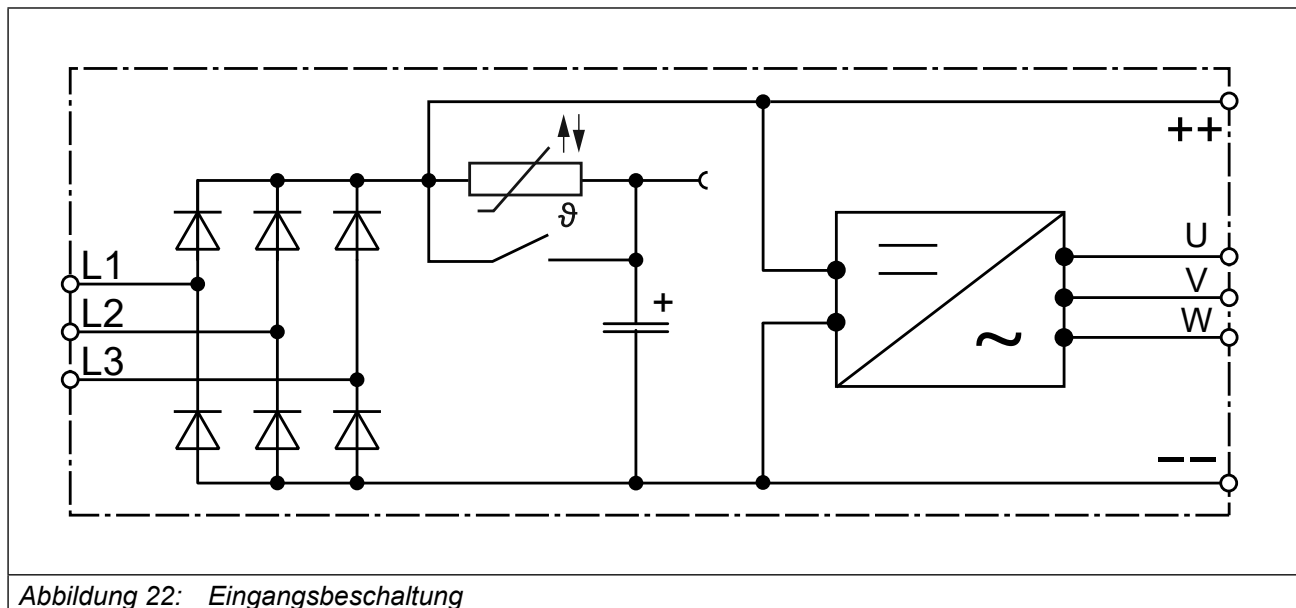 ++
L1
L2
L3
ϑ
+
U
V
W
~
−−
Abbildung 22: Eingangsbeschaltung